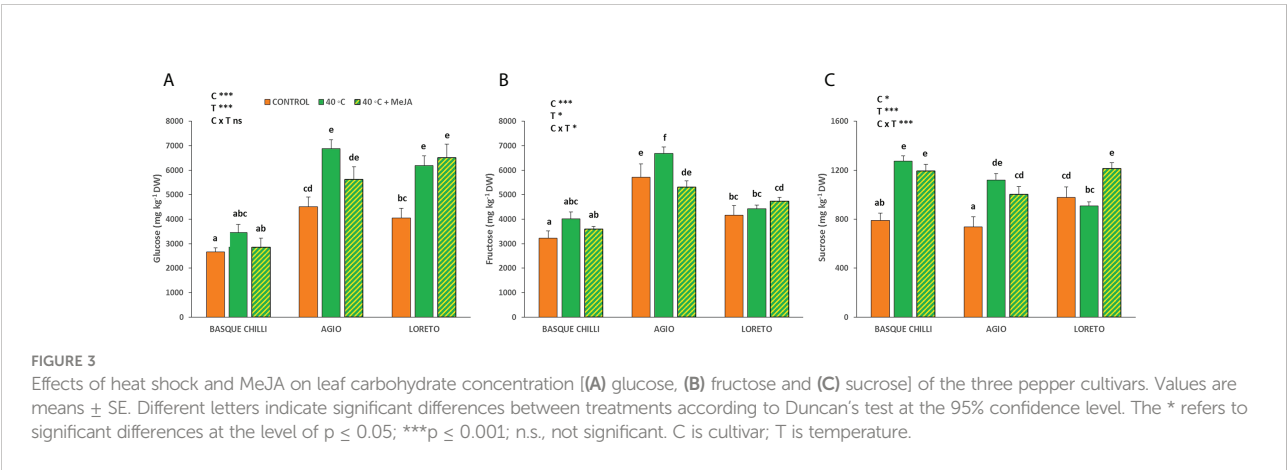 A
C ***
T ***
C x T ns
CONTROL 40 ◦C 40 ◦C + MeJA
Glucose (mg kg-1 DW)
8000
7000
6000
5000
4000
3000
2000
1000
0
a abc ab cd e de bc e e
BASQUE CHILLI AGIO LORETO
B
C ***
T *
C x T *
Fructose (mg kg-1 DW)
8000
7000
6000
5000
4000
3000
2000
1000
0
a abc ab e f de bc bc cd
BASQUE CHILLI AGIO LORETO
C
C *
T ***
C x T ***
Sucrose (mg kg-1 DW)
1600
1200
800
400
0
ab e e a de cd cd bc e
BASQUE CHILLI AGIO LORETO
FIGURE 3
Effects of heat shock and MeJA on leaf carbohydrate concentration [(A) glucose, (B) fructose and (C) sucrose] of the three pepper cultivars. Values are
means ± SE. Different letters indicate significant differences between treatments according to Duncan's test at the 95% confidence level. The * refers to
significant differences at the level of p ≤ 0.05; ***p ≤ 0.001; n.s., not significant. C is cultivar; T is temperature.